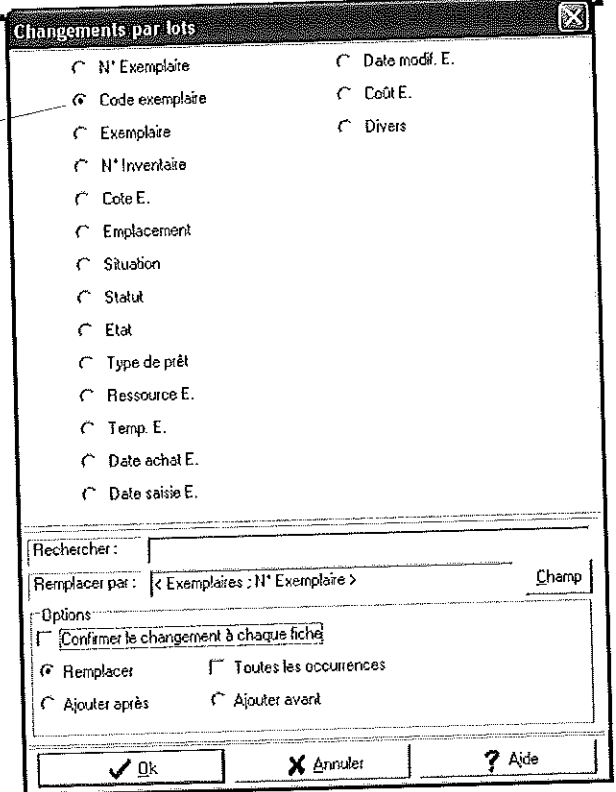 Changements par lots
N° Exemplaire
Code exemplaire
Exemplaire
N° Inventaire
Cote E.
Emplacement
Situation
Statut
Etat
Type de prêt
Ressource E.
Temp. E.
Date achat E.
Date saisie E.
Date modif. E.
Coût E.
Divers
Rechercher :
Remplacer par : < Exemplaires ; N° Exemplaire > Champ
Options
Confirmer le changement à chaque fiche
Remplacer Toutes les occurrences
Ajouter après Ajouter avant
Ok Annuler ? Aide